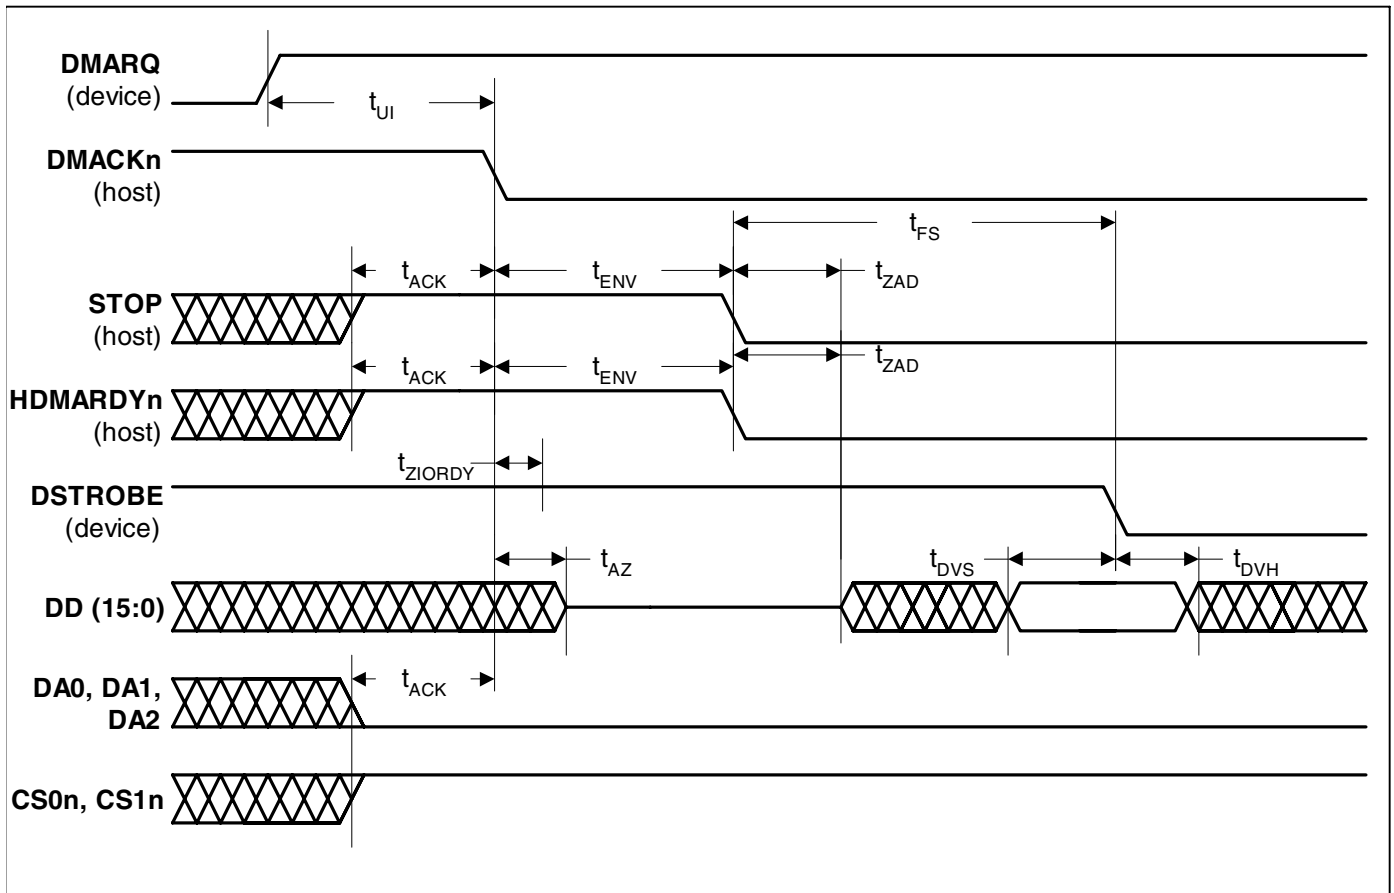 DMARQ
(device)
tUI
DMACKn
(host)
tFS
tACK
tENV
tZAD
STOP
(host)
tACK
tENV
tZAD
HDMARDYn
(host)
tZIORDY
DSTROBE
(device)
tAZ
tDVS
tDVH
DD (15:0)
DA0, DA1,
DA2
tACK
CS0n, CS1n